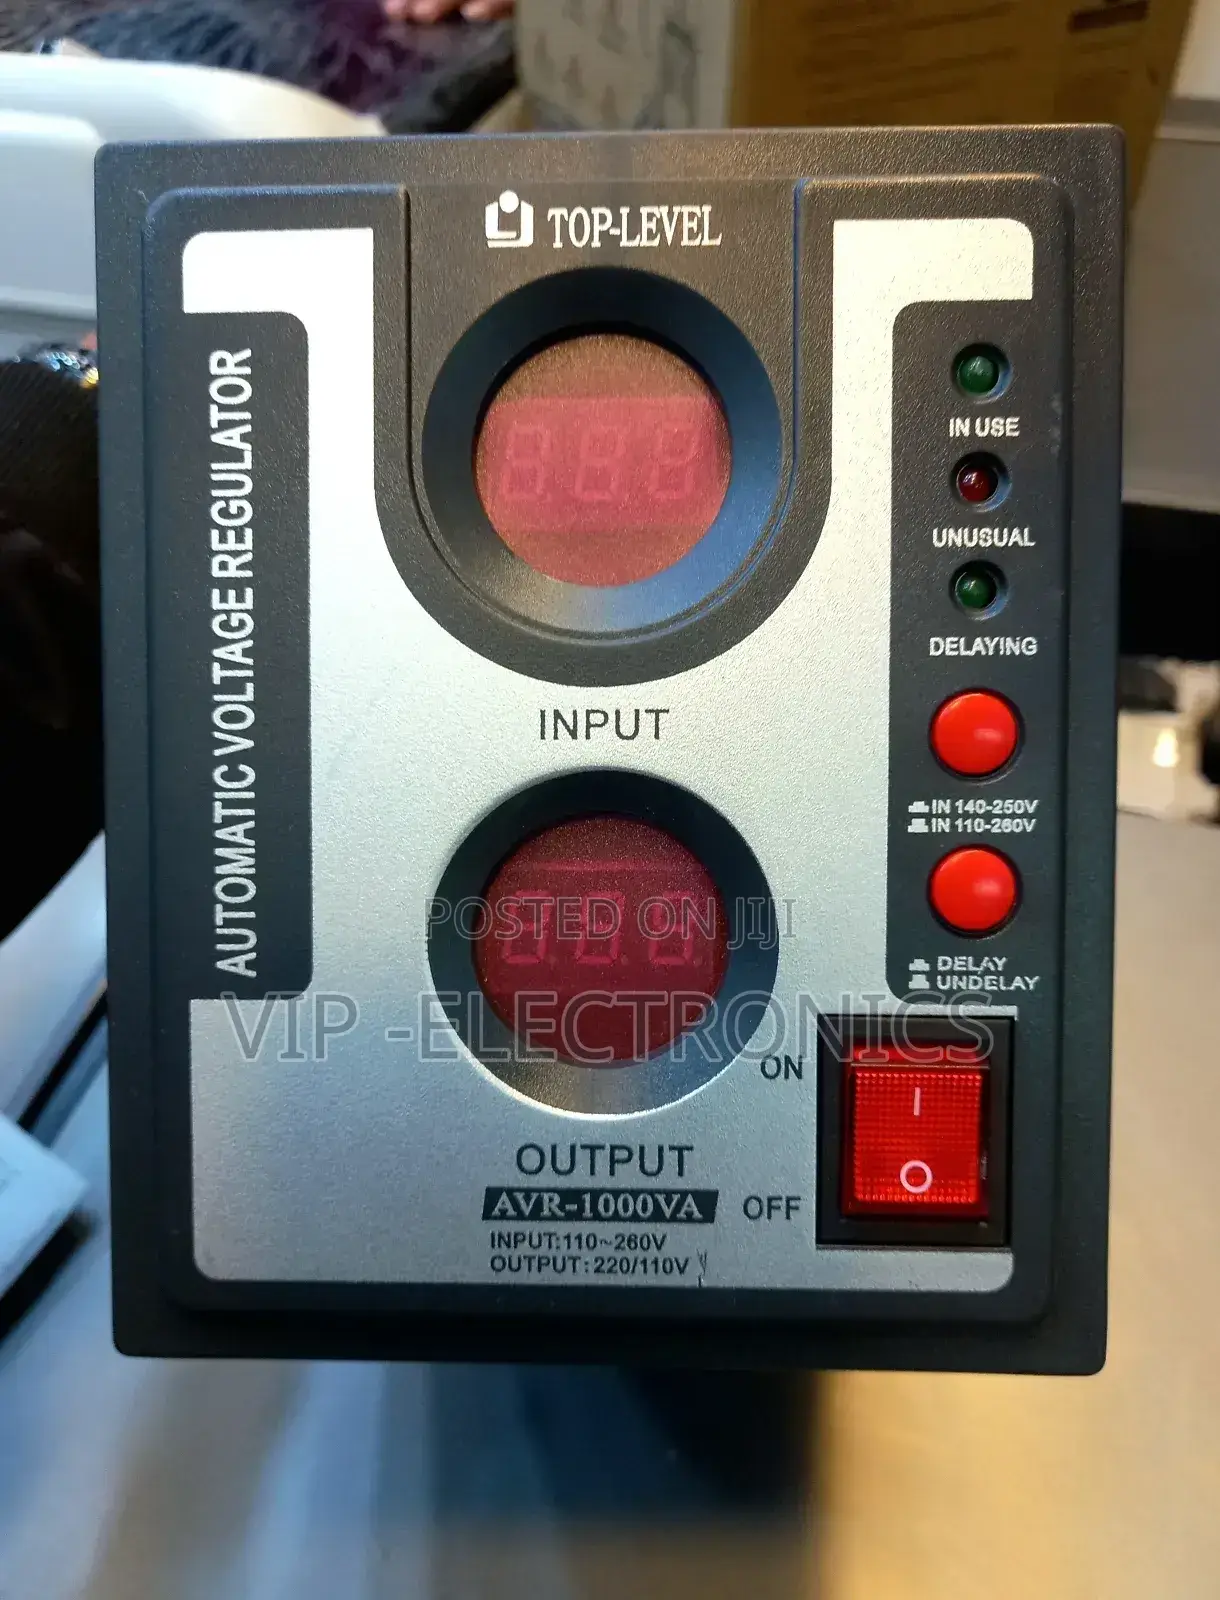 TOP-LEVEL
AUTOMATIC VOLTAGE REGULATOR
IN USE
UNUSUAL
DELAYING
INPUT
IN 140-250V
IN 110-260V
POSTED ON JIJI
DELAY
UNDELAY
VIP -ELECTRONICS
ON
I
O
OFF
OUTPUT
AVR-1000VA
INPUT:110~260V
OUTPUT:220/110V